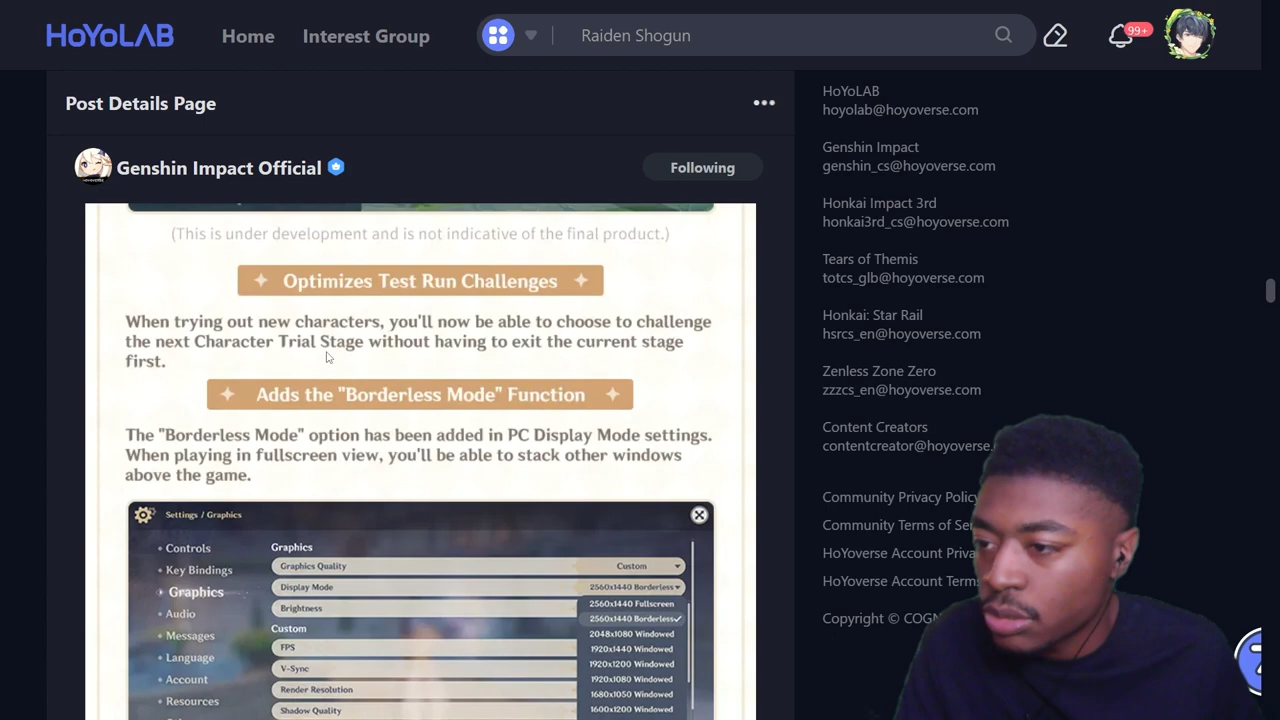 HoYoLAB
Home
Interest Group
Raiden Shogun
99+
Post Details Page
Genshin Impact Official
Following
(This is under development and is not indicative of the final product.)
Optimizes Test Run Challenges
When trying out new characters, you'll now be able to choose to challenge
the next Character Trial Stage without having to exit the current stage
first.
Adds the "Borderless Mode" Function
The "Borderless Mode" option has been added in PC Display Mode settings.
When playing in fullscreen view, you'll be able to stack other windows
above the game.
Settings / Graphics
Controls
Key Bindings
Graphics
Audio
Messages
Language
Account
Resources
Graphics
Graphics Quality
Custom
Display Mode
2560x1440 Borderless
Brightness
2560x1440 Fullscreen
2560x1440 Borderless
2048x1080 Windowed
1920x1440 Windowed
1920x1200 Windowed
1920x1080 Windowed
1680x1050 Windowed
1600x1200 Windowed
Custom
FPS
V-Sync
Render Resolution
Shadow Quality
HoYoLAB
hoyolab@hoyoverse.com
Genshin Impact
genshin_cs@hoyoverse.com
Honkai Impact 3rd
honkai3rd_cs@hoyoverse.com
Tears of Themis
totcs_glb@hoyoverse.com
Honkai: Star Rail
hsrcs_en@hoyoverse.com
Zenless Zone Zero
zzzcs_en@hoyoverse.com
Content Creators
contentcreator@hoyoverse.
Community Privacy Policy
Community Terms of Se
HoYoverse Account Priva
HoYoverse Account Terms
Copyright © COGN